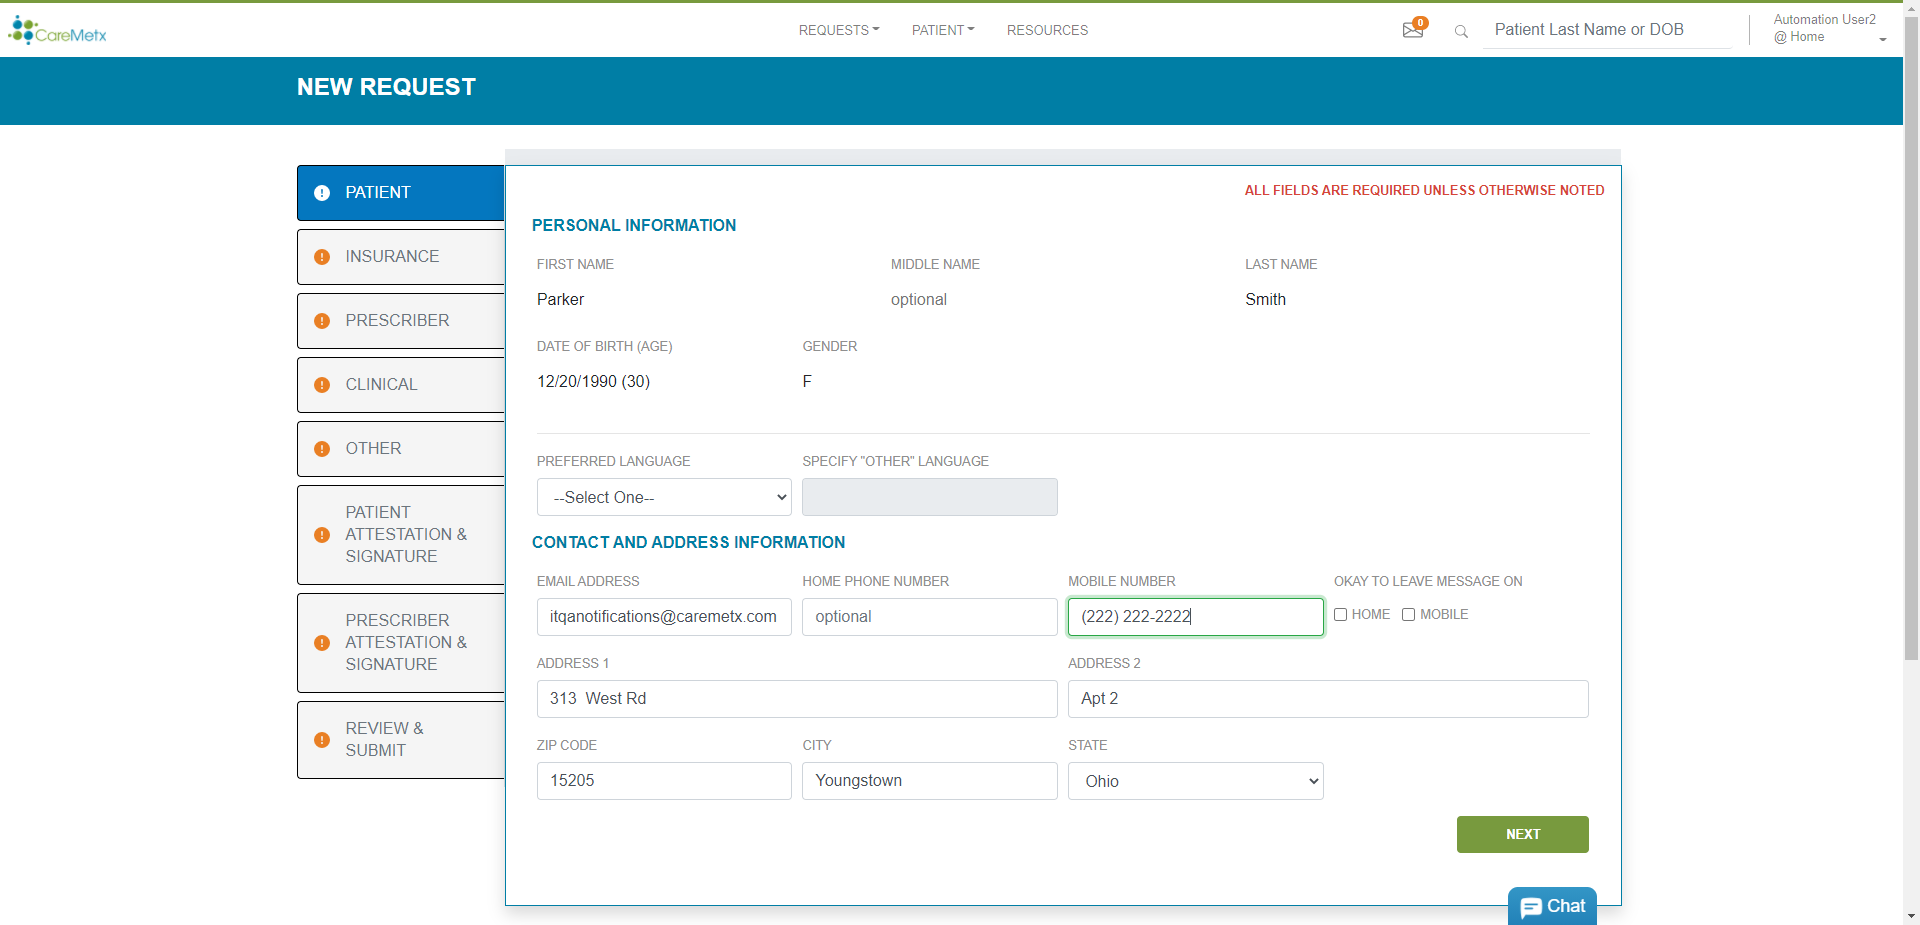 CareMetx
REQUESTS
PATIENT
RESOURCES
0
Patient Last Name or DOB
Automation User2
@ Home
NEW REQUEST
PATIENT
INSURANCE
PRESCRIBER
CLINICAL
OTHER
PATIENT
ATTESTATION &
SIGNATURE
PRESCRIBER
ATTESTATION &
SIGNATURE
REVIEW &
SUBMIT
ALL FIELDS ARE REQUIRED UNLESS OTHERWISE NOTED
PERSONAL INFORMATION
FIRST NAME
MIDDLE NAME
LAST NAME
Parker
optional
Smith
DATE OF BIRTH (AGE)
GENDER
12/20/1990 (30)
F
PREFERRED LANGUAGE
SPECIFY "OTHER" LANGUAGE
--Select One--
CONTACT AND ADDRESS INFORMATION
EMAIL ADDRESS
HOME PHONE NUMBER
MOBILE NUMBER
OKAY TO LEAVE MESSAGE ON
itqanotifications@caremetx.com
optional
(222) 222-2222
HOME
MOBILE
ADDRESS 1
ADDRESS 2
313  West Rd
Apt 2
ZIP CODE
CITY
STATE
15205
Youngstown
Ohio
NEXT
Chat